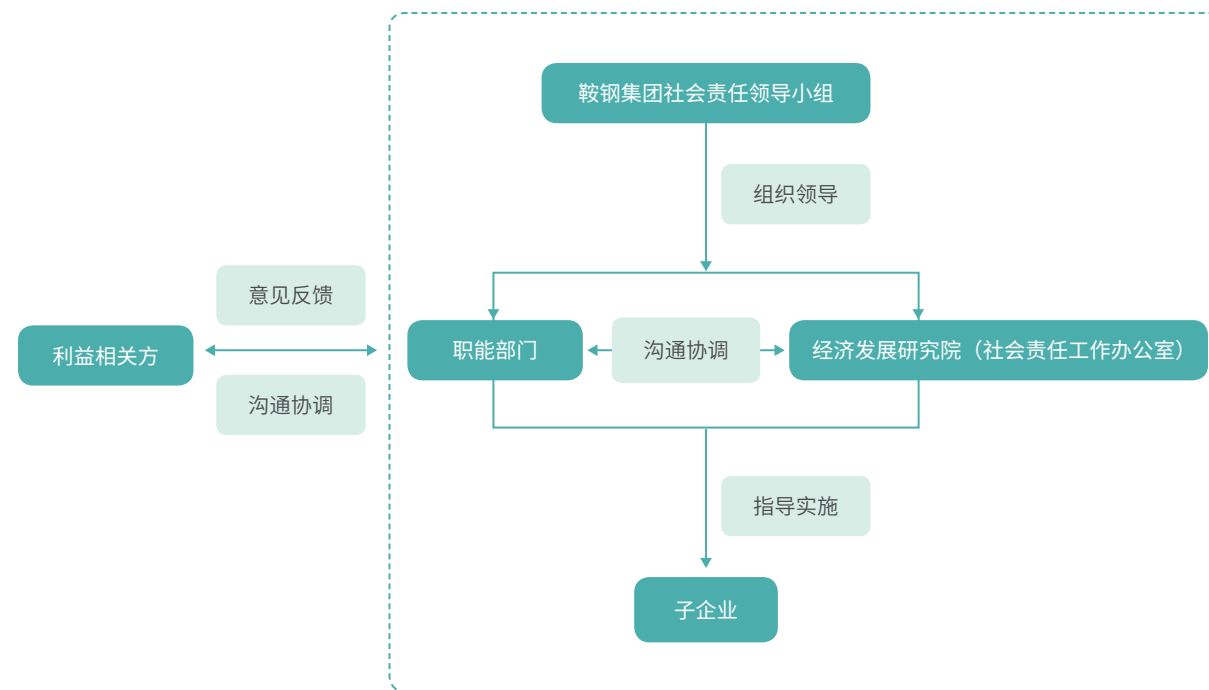 鞍钢集团社会责任领导小组
组织领导
意见反馈
利益相关方
沟通协调
职能部门
沟通协调
经济发展研究院（社会责任工作办公室）
指导实施
子企业